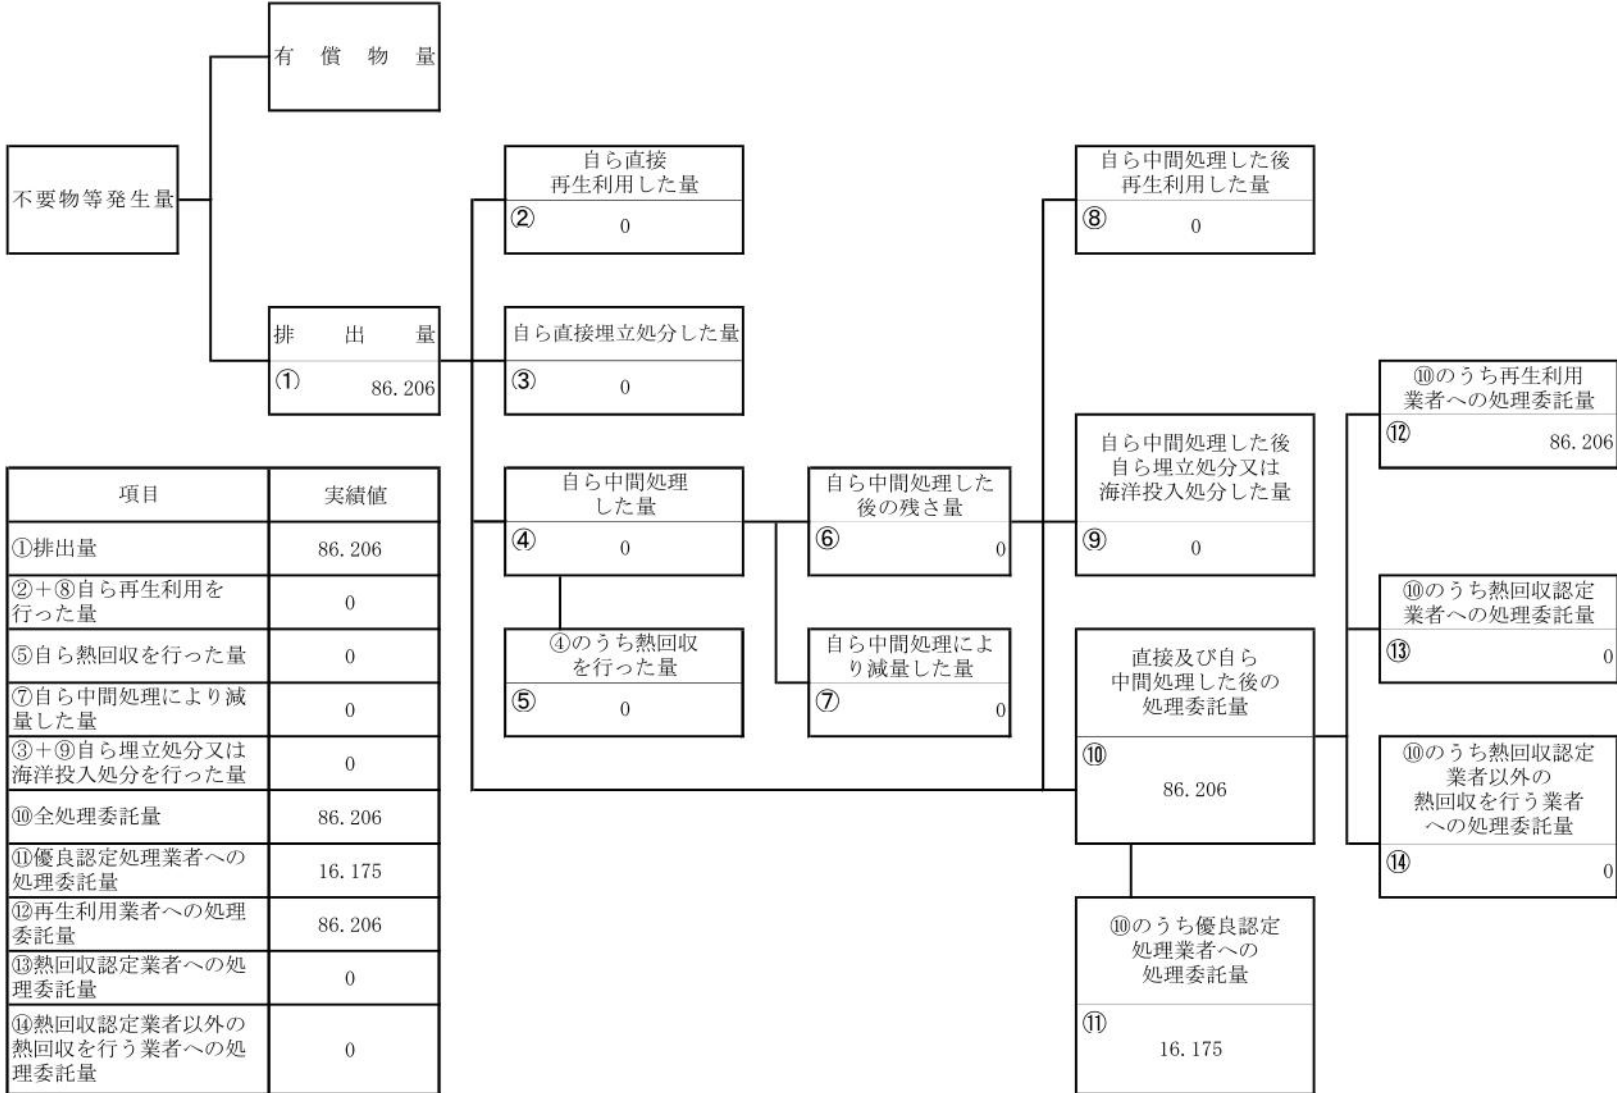 有償物量
不要物等発生量
排出量
①
86.206
自ら直接
再生利用した量
②
0
自ら直接埋立処分した量
③
0
自ら中間処理
した量
④
0
④のうち熱回収
を行った量
⑤
0
自ら中間処理した
後の残さ量
⑥
0
自ら中間処理によ
り減量した量
⑦
0
自ら中間処理した後
再生利用した量
⑧
0
自ら中間処理した後
自ら埋立処分又は
海洋投入処分した量
⑨
0
直接及び自ら
中間処理した後の
処理委託量
⑩
86.206
⑩のうち優良認定
処理業者への
処理委託量
⑪
16.175
⑩のうち再生利用
業者への処理委託量
⑫
86.206
⑩のうち熱回収認定
業者への処理委託量
⑬
0
⑩のうち熱回収認定
業者以外の
熱回収を行う業者
への処理委託量
⑭
0
項目 実績値
①排出量 86.206
②+⑧自ら再生利用を
行った量
0
⑤自ら熱回収を行った量 0
⑦自ら中間処理により減
量した量
0
③+⑨自ら埋立処分又は
海洋投入処分を行った量
0
⑩全処理委託量 86.206
⑪優良認定処理業者への
処理委託量
16.175
⑫再生利用業者への処理
委託量
86.206
⑬熱回収認定業者への処
理委託量
0
⑭熱回収認定業者以外の
熱回収を行う業者への処
理委託量
0